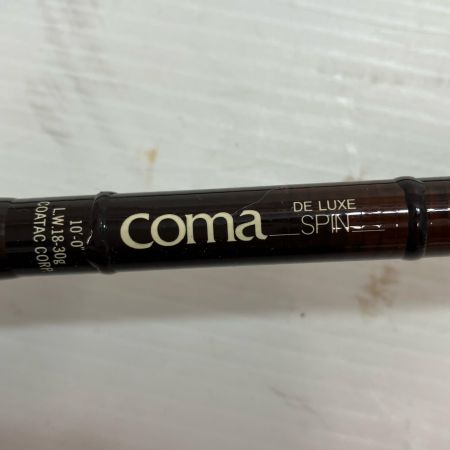 10'-0"
L.W.18-30g
COATAC CORP
coma
DE LUXE
SPIN